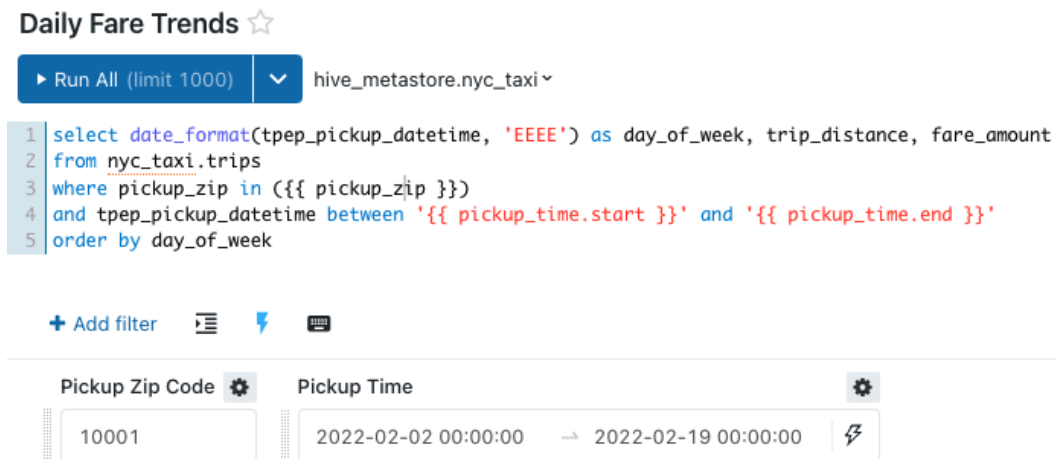 Daily Fare Trends
Run All (limit 1000) hive_metastore.nyc_taxi
1 select date_format(tpep_pickup_datetime, 'EEEE') as day_of_week, trip_distance, fare_amount
2 from nyc_taxi.trips
3 where pickup_zip in ({{ pickup_zip }})
4 and tpep_pickup_datetime between '{{ pickup_time.start }}' and '{{ pickup_time.end }}'
5 order by day_of_week
+ Add filter
Pickup Zip Code Pickup Time
10001 2022-02-02 00:00:00 → 2022-02-19 00:00:00